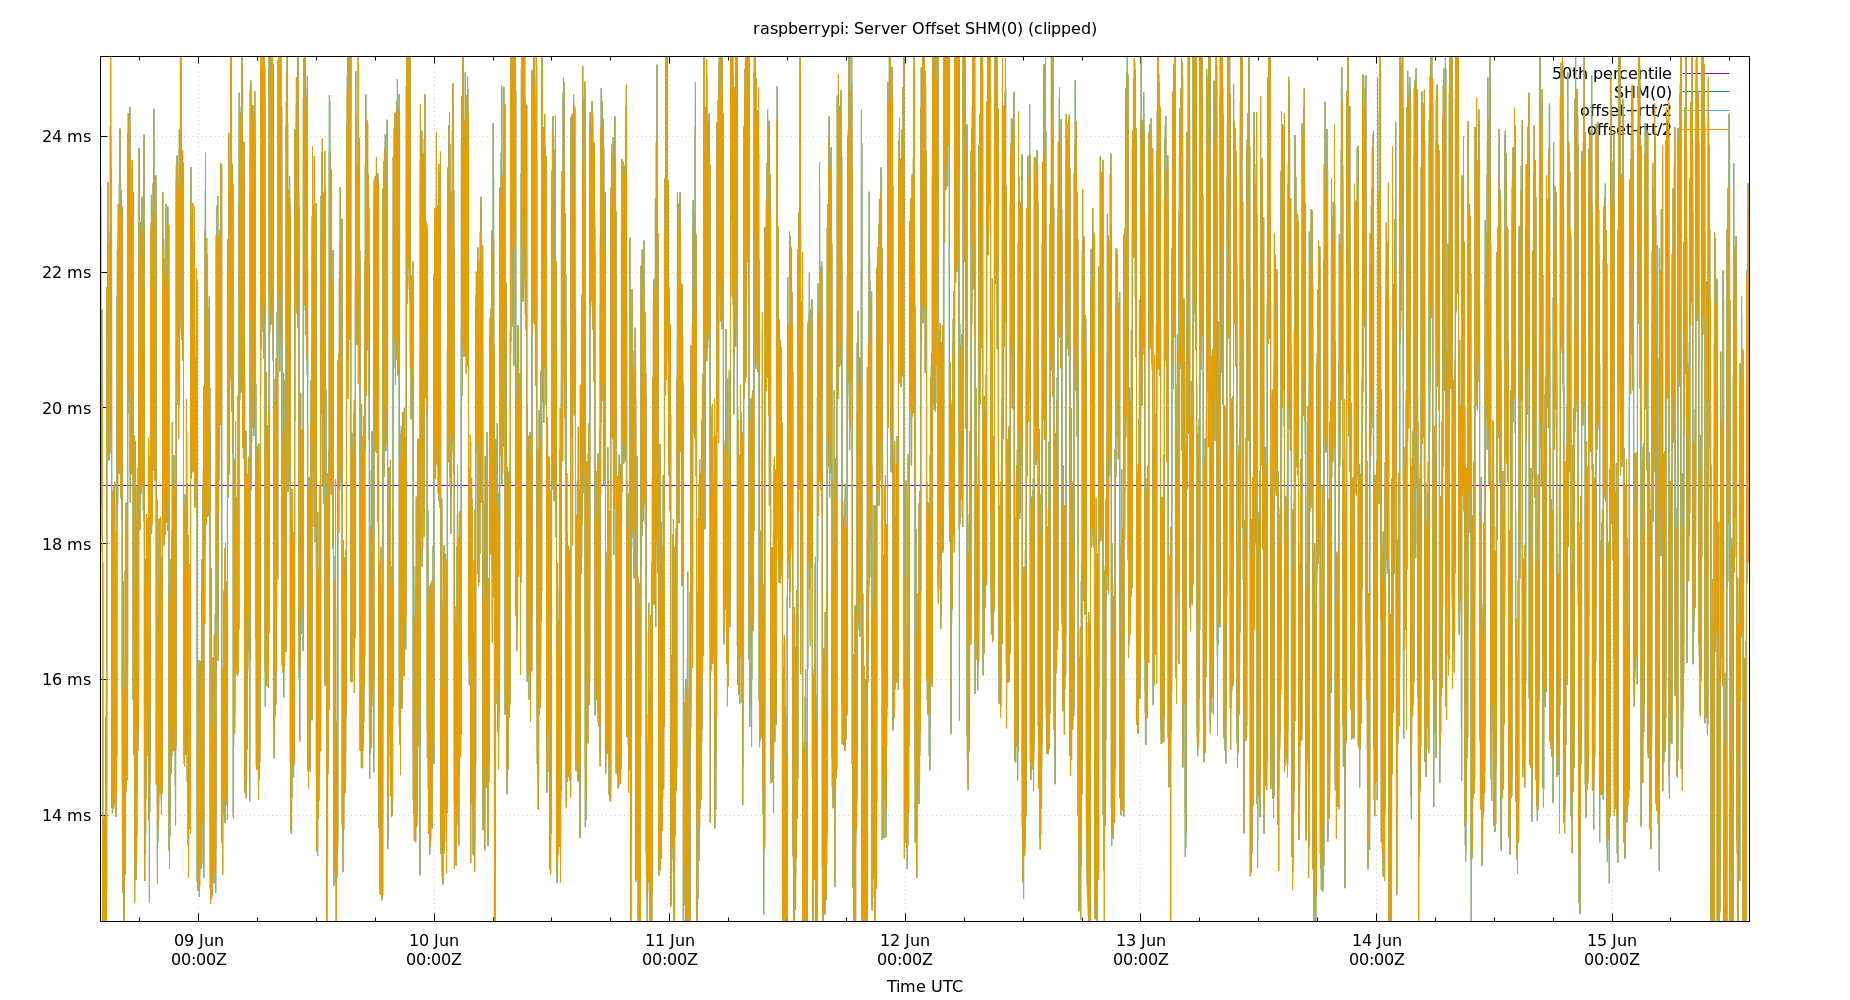 raspberrypi: Server Offset SHM(0) (clipped)
50th percentile
SHM(0)
offset--rtt/2
offset-rtt/2
24 ms
22 ms
20 ms
18 ms
16 ms
14 ms
09 Jun 10 Jun 11 Jun 12 Jun 13 Jun 14 Jun 15 Jun
00:00Z 00:00Z 00:00Z 00:00Z 00:00Z 00:00Z 00:00Z
Time UTC